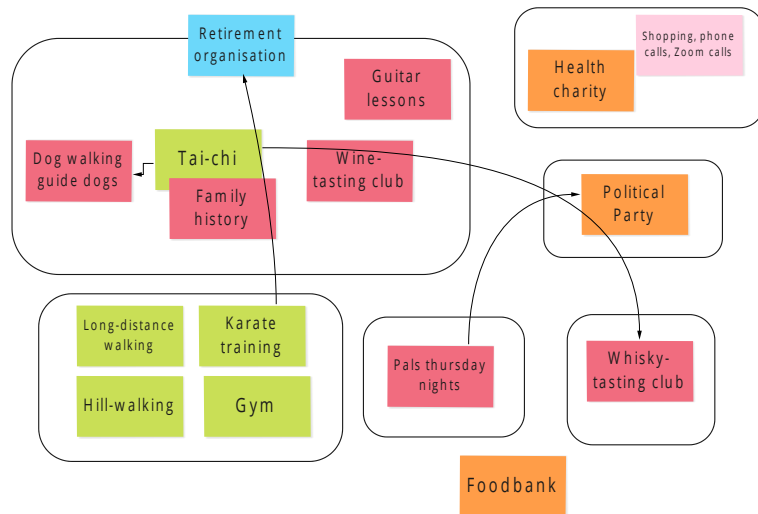 Retirement
organisation
Shopping, phone
calls, Zoom calls
Health
charity
Guitar
lessons
Dog walking
guide dogs
Tai-chi
Family
history
Wine-
tasting club
Political
Party
Long-distance
walking
Karate
training
Hill-walking
Gym
Pals thursday
nights
Whisky-
tasting club
Foodbank